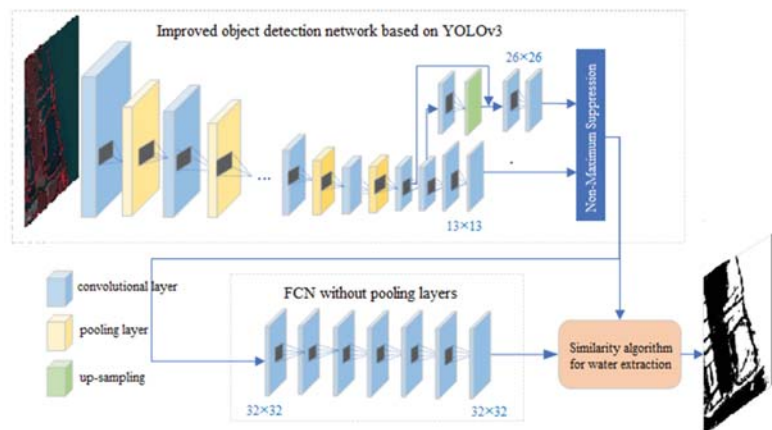 Improved object detection network based on YOLOv3
26×26
Non-Maximum Suppression
...
13×13
convolutional layer
pooling layer
up-sampling
FCN without pooling layers
32×32
32×32
Similarity algorithm
for water extraction